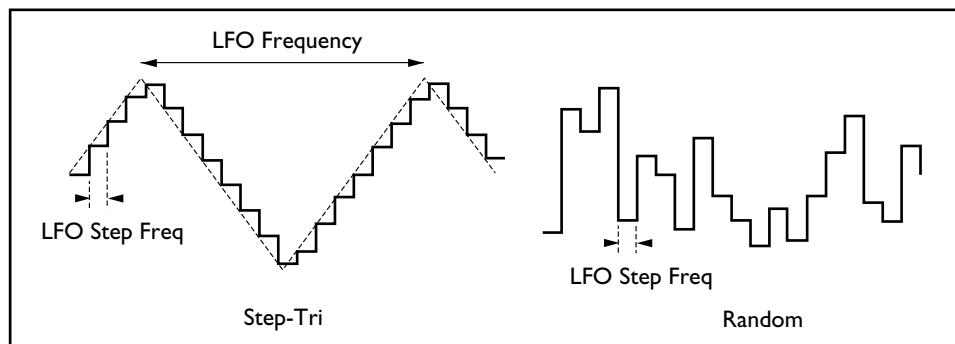 LFO Frequency
LFO Step Freq
Step-Tri
LFO Step Freq
Random